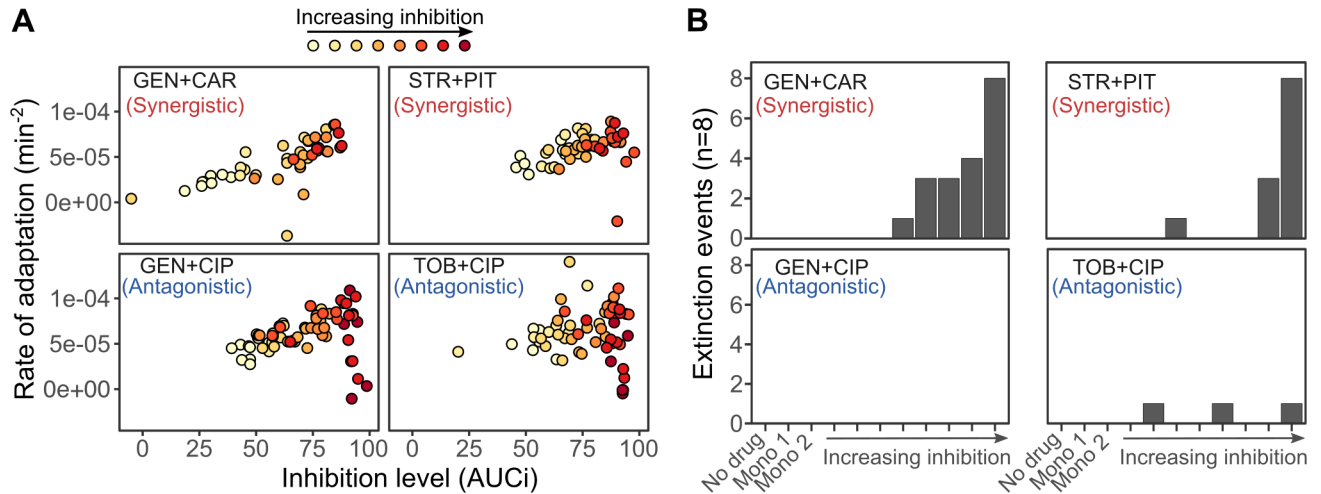 A
Increasing inhibition
B
GEN+CAR
(Synergistic)
STR+PIT
(Synergistic)
GEN+CIP
(Antagonistic)
TOB+CIP
(Antagonistic)
Rate of adaptation (min-2)
1e-04
5e-05
0e+00
1e-04
5e-05
0e+00
0 25 50 75 100 0 25 50 75 100
Inhibition level (AUCi)
GEN+CAR
(Synergistic)
STR+PIT
(Synergistic)
GEN+CIP
(Antagonistic)
TOB+CIP
(Antagonistic)
Extinction events (n=8)
8
6
4
2
0
8
6
4
2
0
No drug
Mono 1
Mono 2
Increasing inhibition
No drug
Mono 1
Mono 2
Increasing inhibition